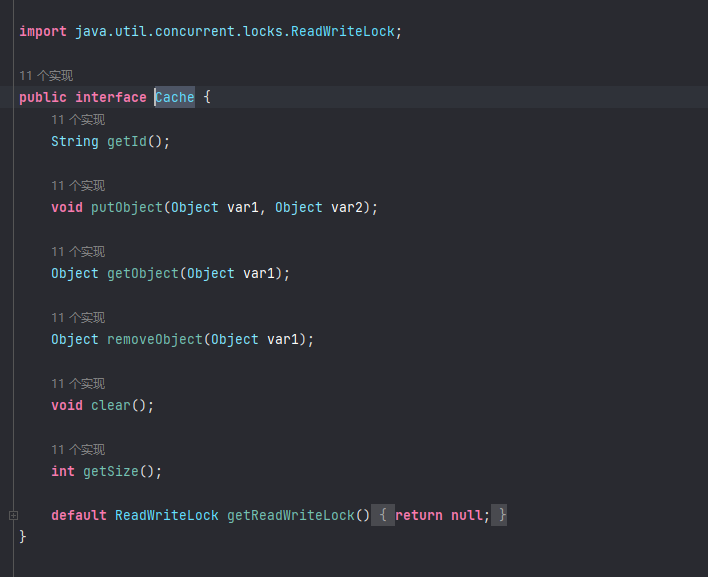 import java.util.concurrent.locks.ReadWriteLock;
11 个实现
public interface Cache {
11 个实现
String getId();
11 个实现
void putObject(Object var1, Object var2);
11 个实现
Object getObject(Object var1);
11 个实现
Object removeObject(Object var1);
11 个实现
void clear();
11 个实现
int getSize();
default ReadWriteLock getReadWriteLock() { return null; }
}